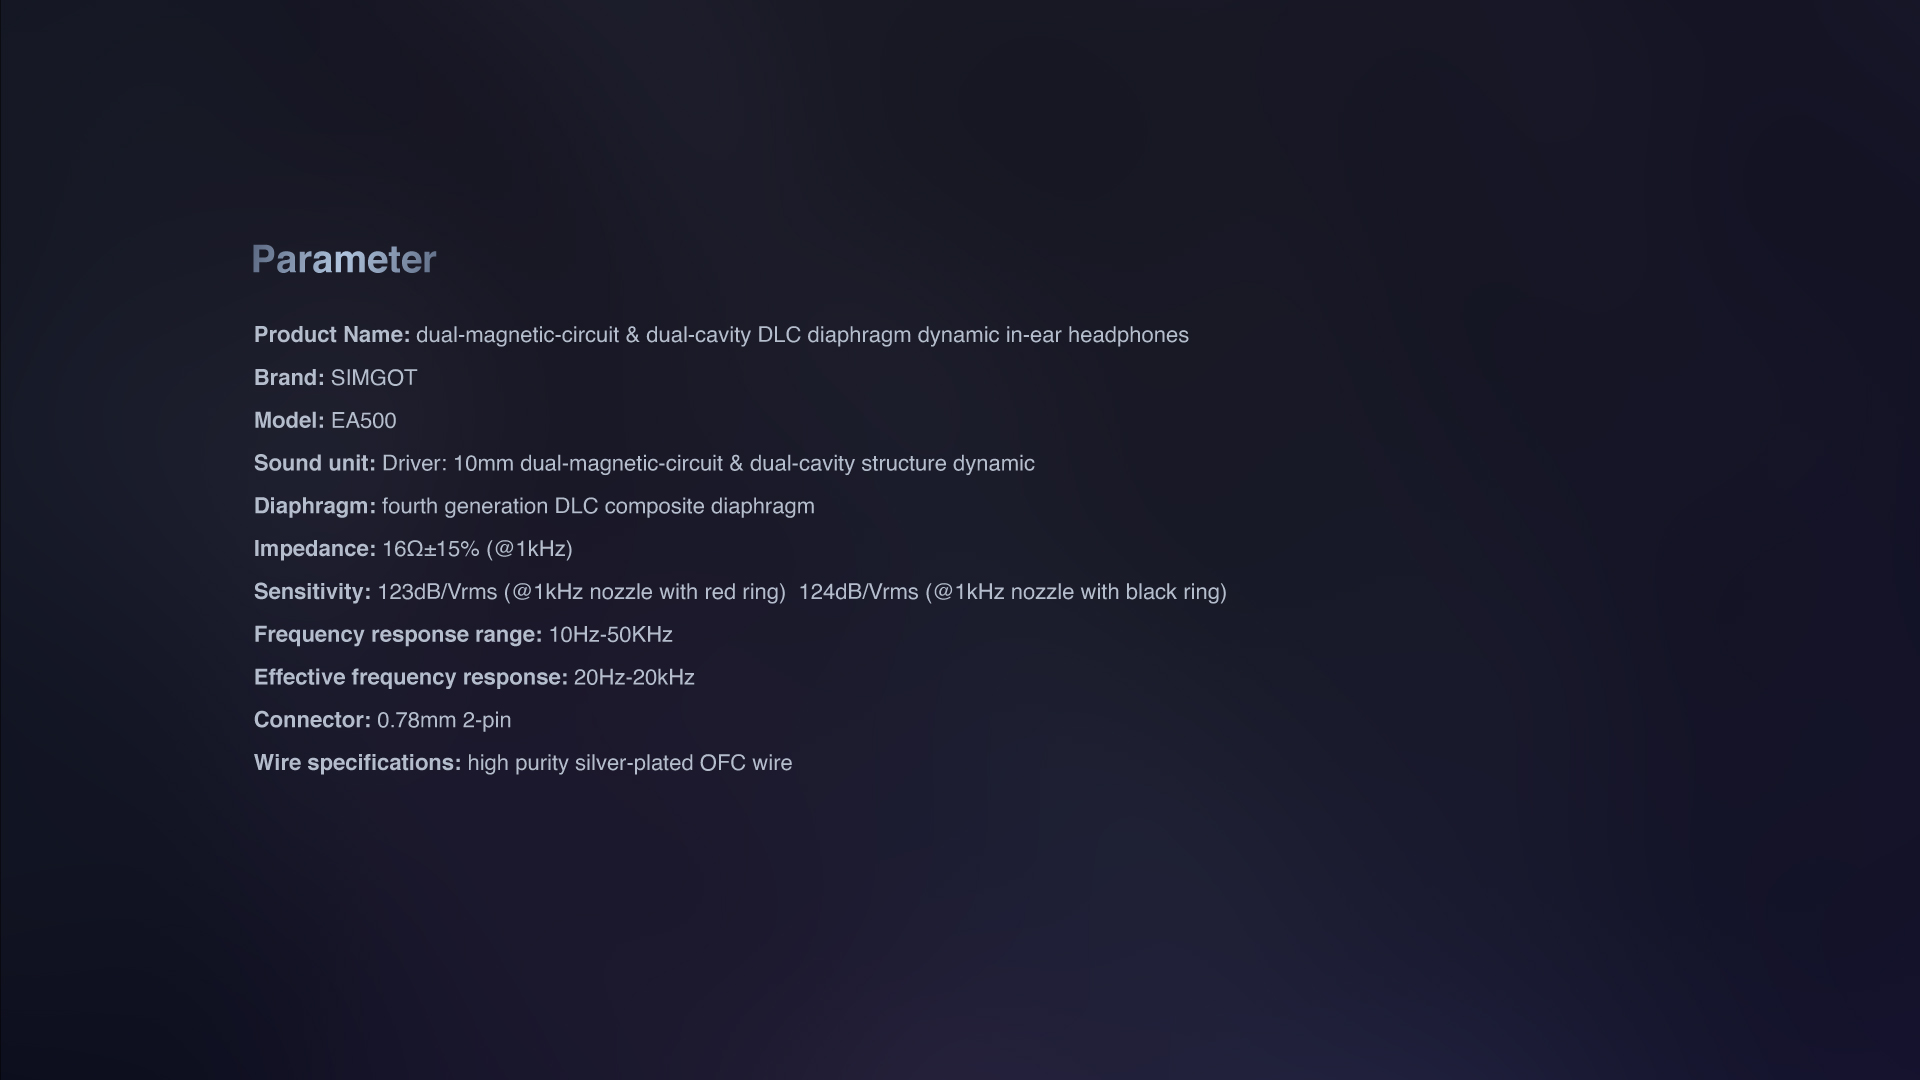 Parameter
Product Name: dual-magnetic-circuit & dual-cavity DLC diaphragm dynamic in-ear headphones
Brand: SIMGOT
Model: EA500
Sound unit: Driver: 10mm dual-magnetic-circuit & dual-cavity structure dynamic
Diaphragm: fourth generation DLC composite diaphragm
Impedance: 16Ω±15% (@1kHz)
Sensitivity: 123dB/Vrms (@1kHz nozzle with red ring)  124dB/Vrms (@1kHz nozzle with black ring)
Frequency response range: 10Hz-50KHz
Effective frequency response: 20Hz-20kHz
Connector: 0.78mm 2-pin
Wire specifications: high purity silver-plated OFC wire